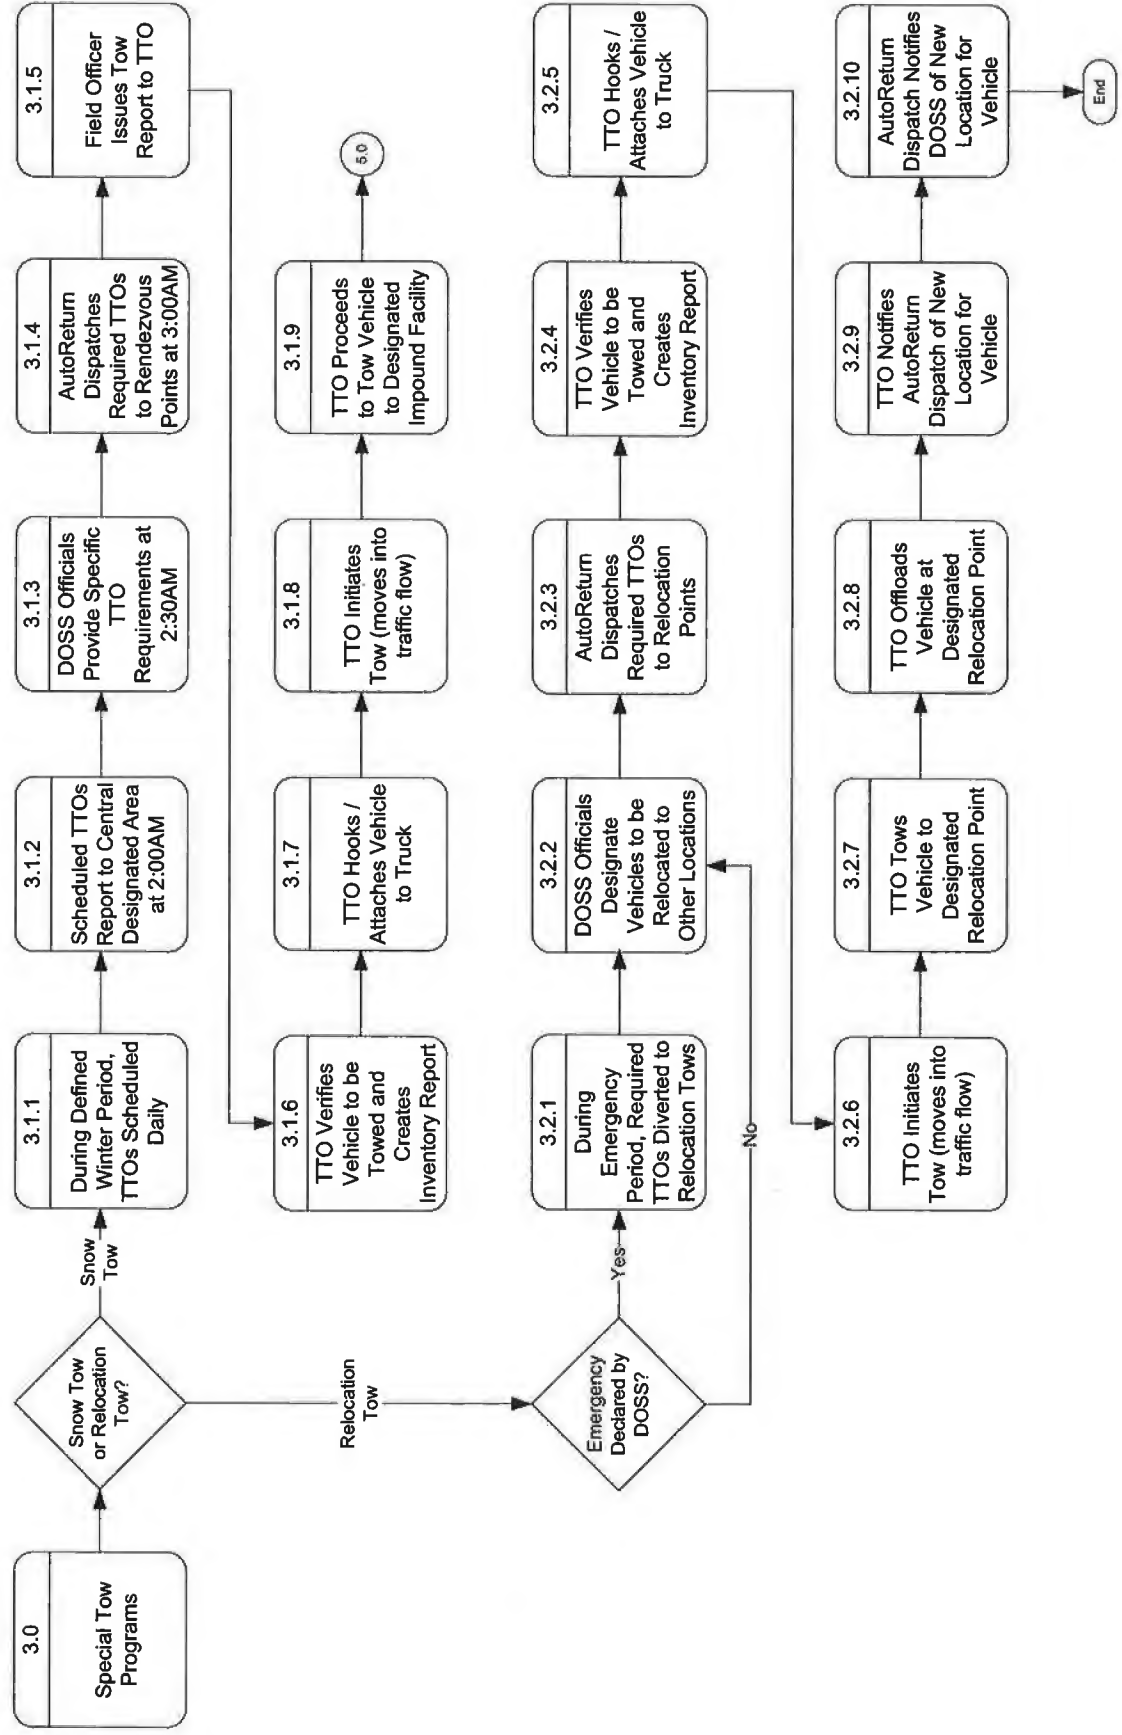 3.0
Special Tow
Programs
Snow Tow
or Relocation
Tow?
Snow
Tow
3.1.1
During Defined
Winter Period,
TTOs Scheduled
Daily
3.1.2
Scheduled TTOs
Report to Central
Designated Area
at 2:00AM
3.1.3
DOSS Officials
Provide Specific
TTO
Requirements at
2:30AM
3.1.4
AutoReturn
Dispatches
Required TTOs
to Rendezvous
Points at 3:00AM
3.1.5
Field Officer
Issues Tow
Report to TTO
3.1.6
TTO Verifies
Vehicle to be
Towed and
Creates
Inventory Report
3.1.7
TTO Hooks /
Attaches Vehicle
to Truck
3.1.8
TTO Initiates
Tow (moves into
traffic flow)
3.1.9
TTO Proceeds
to Tow Vehicle
to Designated
Impound Facility
5.0
Relocation
Tow
Emergency
Declared by
DOSS?
Yes
No
3.2.1
During
Emergency
Period, Required
TTOs Diverted to
Relocation Tows
3.2.2
DOSS Officials
Designate
Vehicles to be
Relocated to
Other Locations
3.2.3
AutoReturn
Dispatches
Required TTOs
to Relocation
Points
3.2.4
TTO Verifies
Vehicle to be
Towed and
Creates
Inventory Report
3.2.5
TTO Hooks /
Attaches Vehicle
to Truck
3.2.6
TTO Initiates
Tow (moves into
traffic flow)
3.2.7
TTO Tows
Vehicle to
Designated
Relocation Point
3.2.8
TTO Offloads
Vehicle at
Designated
Relocation Point
3.2.9
TTO Notifies
AutoReturn
Dispatch of New
Location for
Vehicle
3.2.10
AutoReturn
Dispatch Notifies
DOSS of New
Location for
Vehicle
End